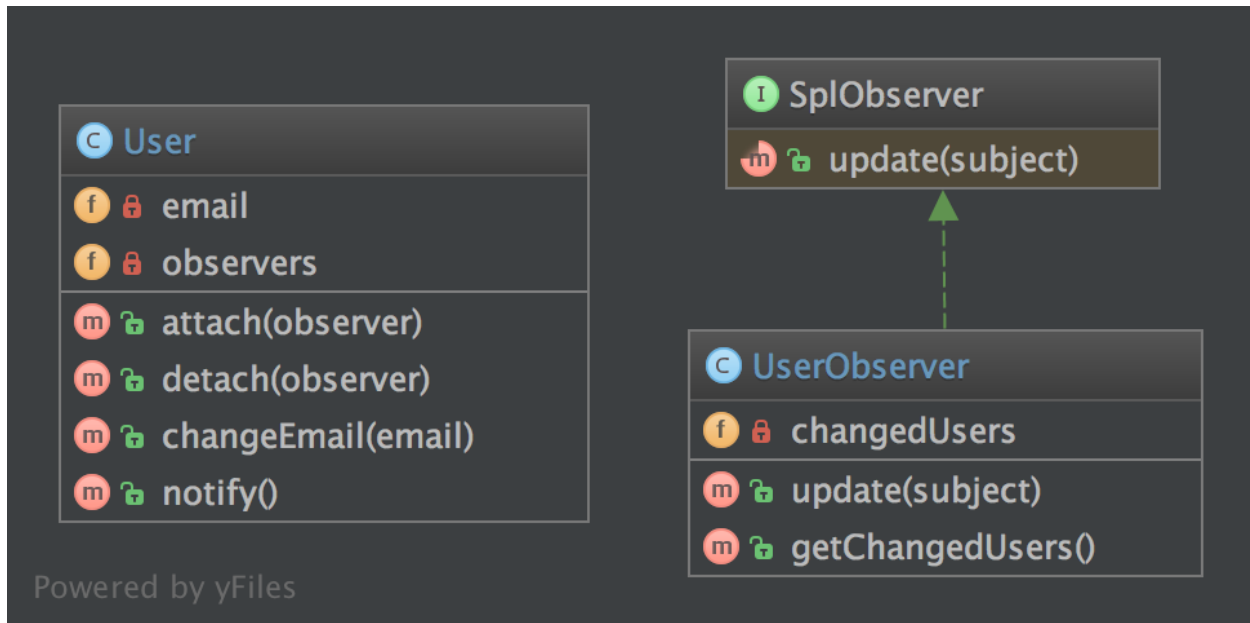 C User
f email
f observers
m attach(observer)
m detach(observer)
m changeEmail(email)
m notify()
I SplObserver
m update(subject)
C UserObserver
f changedUsers
m update(subject)
m getChangedUsers()
Powered by yFiles